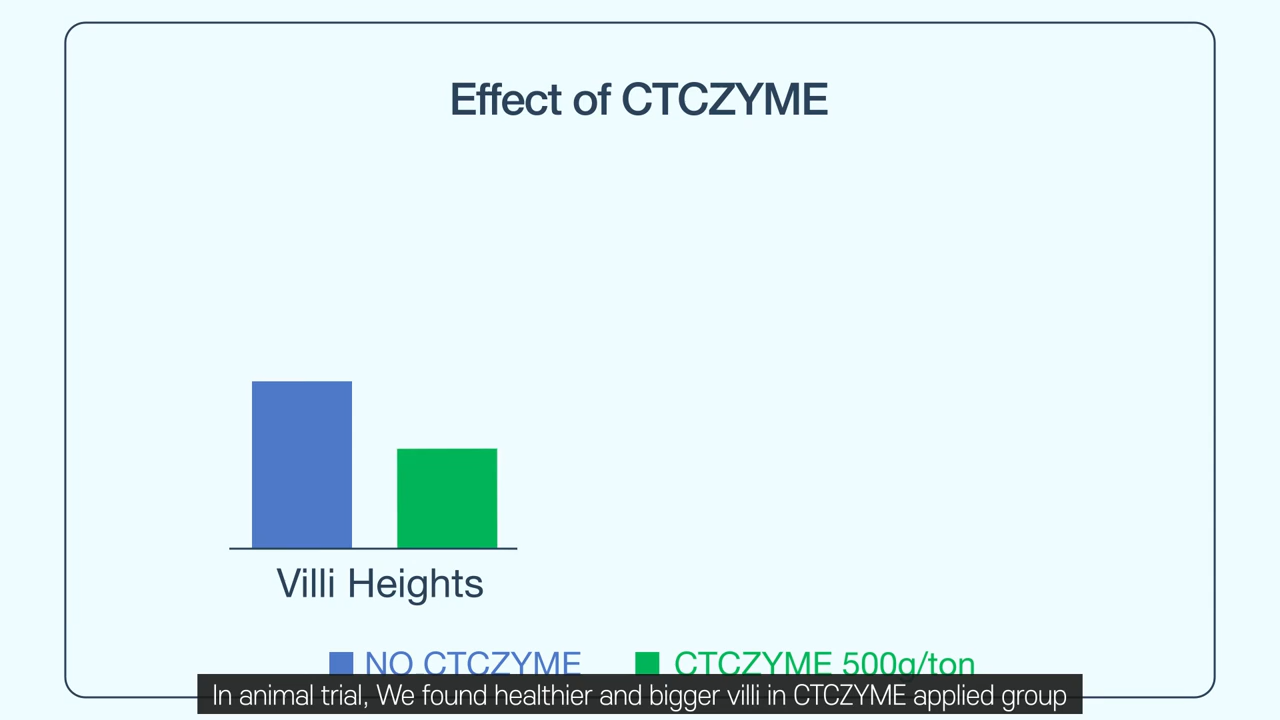 Effect of CTCZYME
Villi Heights
NO CTCZYME
CTCZYME 500g/ton
In animal trial, We found healthier and bigger villi in CTCZYME applied group